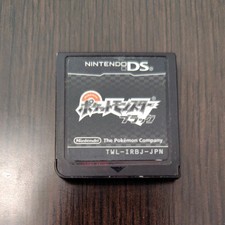 NINTENDO DS
ポケットモンスター
ブラック
Nintendo The Pokémon Company
TWL-IRBJ-JPN